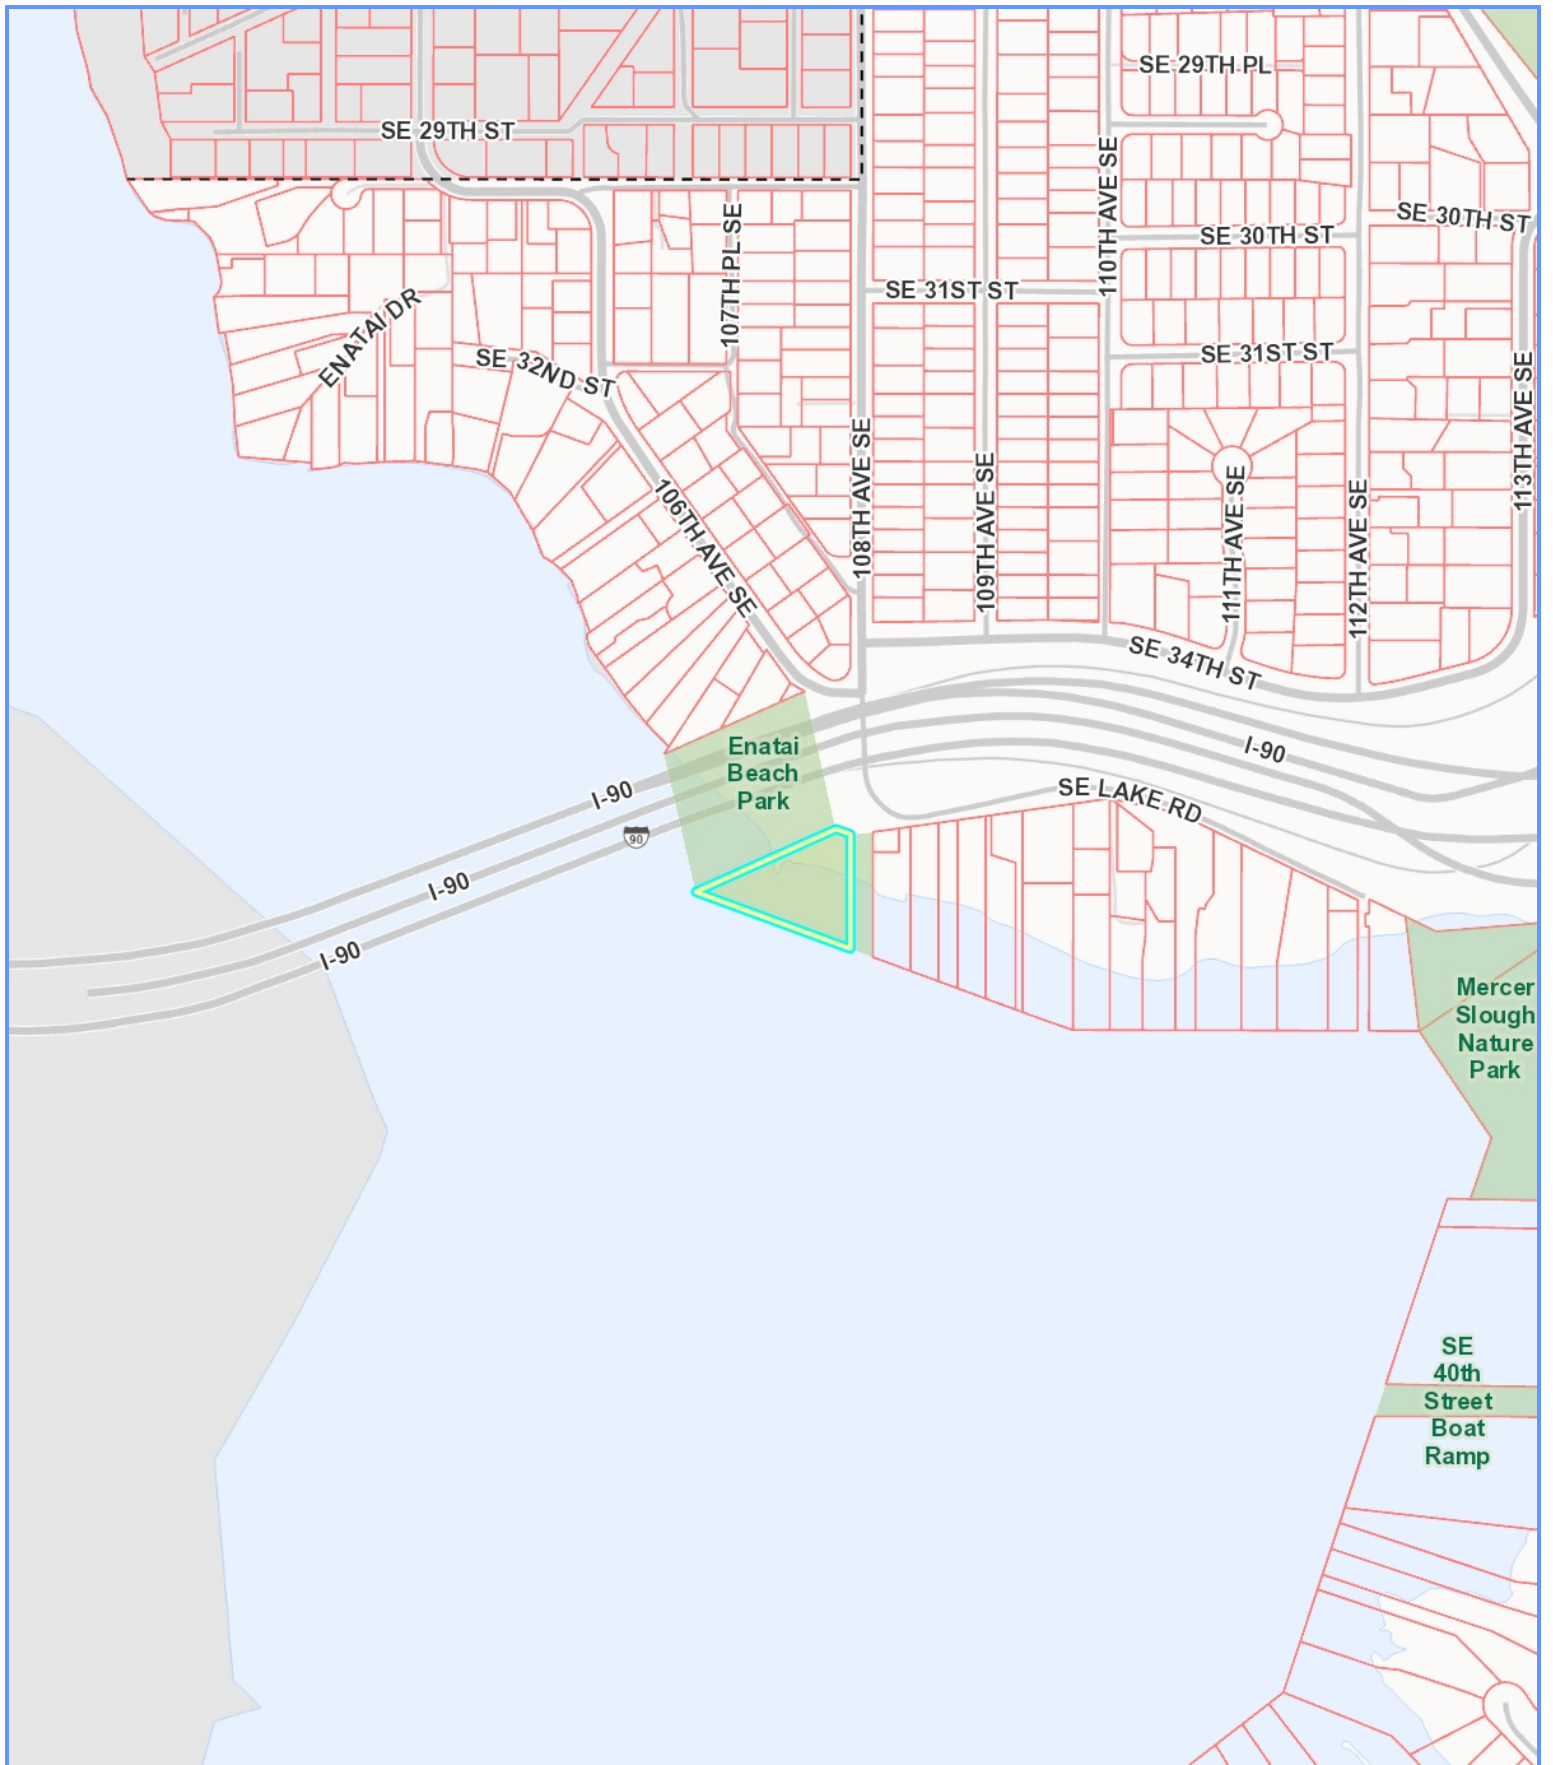 SE 29TH PL
SE 29TH ST
110TH AVE SE
SE 30TH ST
SE 30TH ST
107TH PL SE
SE 31ST ST
ENATAI DR
SE 32ND ST
SE 31ST ST
113TH AVE SE
108TH AVE SE
109TH AVE SE
111TH AVE SE
112TH AVE SE
106TH AVE SE
SE 34TH ST
Enatai
Beach
Park
I-90
I-90
SE LAKE RD
90
I-90
I-90
Mercer
Slough
Nature
Park
SE
40th
Street
Boat
Ramp